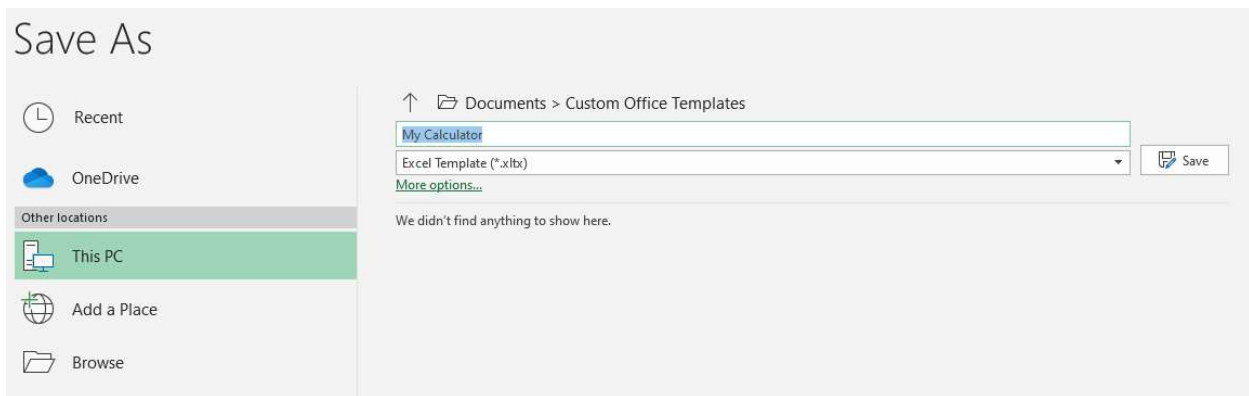 Save As
Recent
OneDrive
Other locations
This PC
Add a Place
Browse
Documents > Custom Office Templates
My Calculator
Excel Template (*.xltx)
Save
More options...
We didn't find anything to show here.